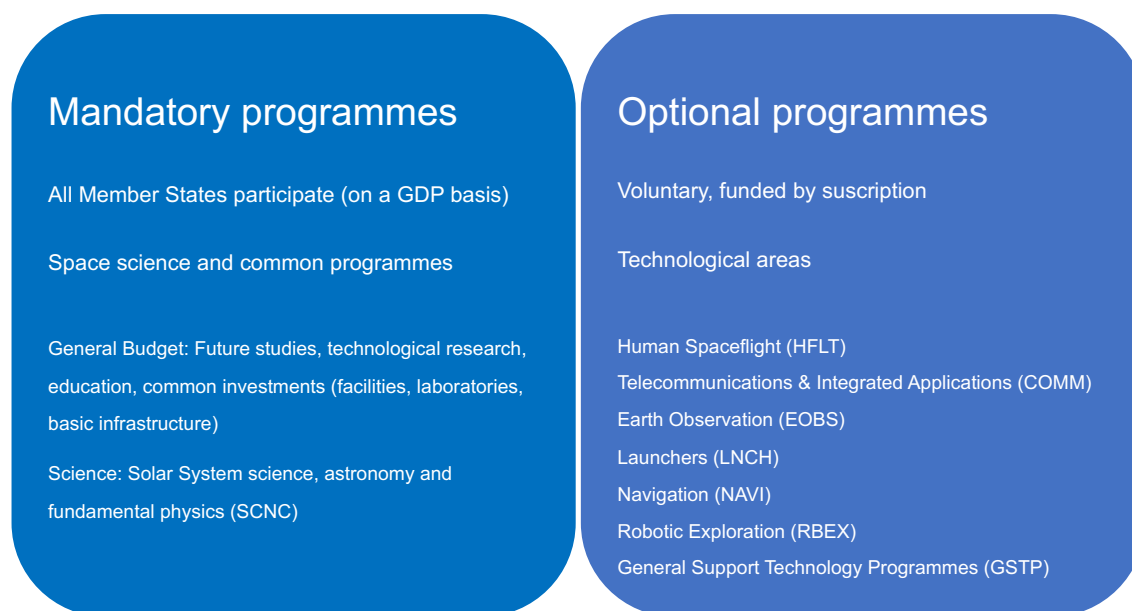 Mandatory programmes
All Member States participate (on a GDP basis)
Space science and common programmes
General Budget: Future studies, technological research,
education, common investments (facilities, laboratories,
basic infrastructure)
Science: Solar System science, astronomy and
fundamental physics (SCNC)
Optional programmes
Voluntary, funded by suscription
Technological areas
Human Spaceflight (HFLT)
Telecommunications & Integrated Applications (COMM)
Earth Observation (EOBS)
Launchers (LNCH)
Navigation (NAVI)
Robotic Exploration (RBEX)
General Support Technology Programmes (GSTP)